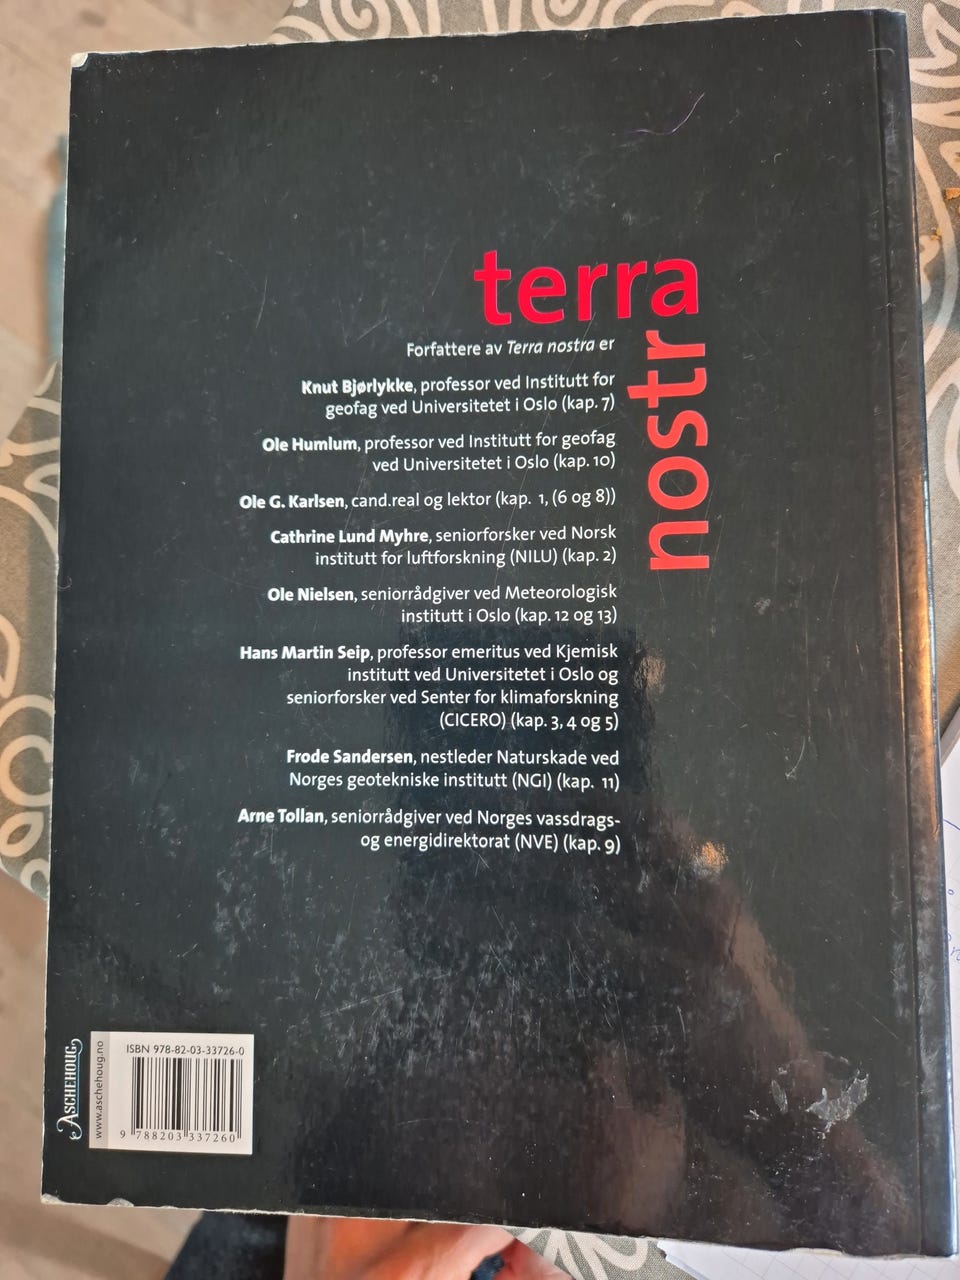 terra
nostra
Forfattere av Terra nostra er
Knut Bjørlykke, professor ved Institutt for
geofag ved Universitetet i Oslo (kap. 7)
Ole Humlum, professor ved Institutt for geofag
ved Universitetet i Oslo (kap. 10)
Ole G. Karlsen, cand.real og lektor (kap. 1, (6 og 8))
Cathrine Lund Myhre, seniorforsker ved Norsk
institutt for luftforskning (NILU) (kap. 2)
Ole Nielsen, seniorrådgiver ved Meteorologisk
institutt i Oslo (kap. 12 og 13)
Hans Martin Seip, professor emeritus ved Kjemisk
institutt ved Universitetet i Oslo og
seniorforsker ved Senter for klimaforskning
(CICERO) (kap. 3, 4 og 5)
Frode Sandersen, nestleder Naturskade ved
Norges geotekniske institutt (NGI) (kap. 11)
Arne Tollan, seniorrådgiver ved Norges vassdrags-
og energidirektorat (NVE) (kap. 9)
ASCHEHOUG
www.aschehoug.no
ISBN 978-82-03-33726-0
9 788203 337260